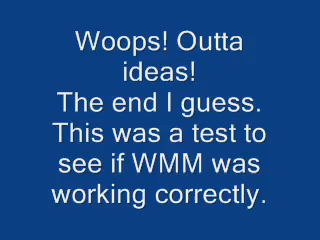 Woops! Outta
ideas!
The end I guess.
This was a test to
see if WMM was
working correctly.